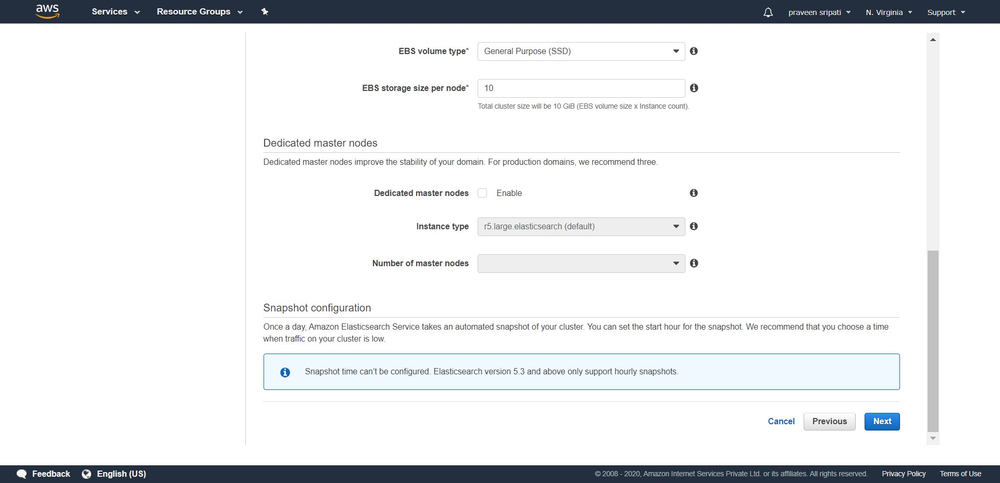 aws Services Resource Groups praveen sripati N. Virginia Support
EBS volume type* General Purpose (SSD)
EBS storage size per node* 10
Total cluster size will be 10 GiB (EBS volume size x Instance count).
Dedicated master nodes
Dedicated master nodes improve the stability of your domain. For production domains, we recommend three.
Dedicated master nodes Enable
Instance type r5.large.elasticsearch (default)
Number of master nodes
Snapshot configuration
Once a day, Amazon Elasticsearch Service takes an automated snapshot of your cluster. You can set the start hour for the snapshot. We recommend that you choose a time
when traffic on your cluster is low.
Snapshot time can’t be configured. Elasticsearch version 5.3 and above only support hourly snapshots.
Cancel Previous Next
Feedback English (US) © 2008 - 2020, Amazon Internet Services Private Ltd. or its affiliates. All rights reserved. Privacy Policy Terms of Use